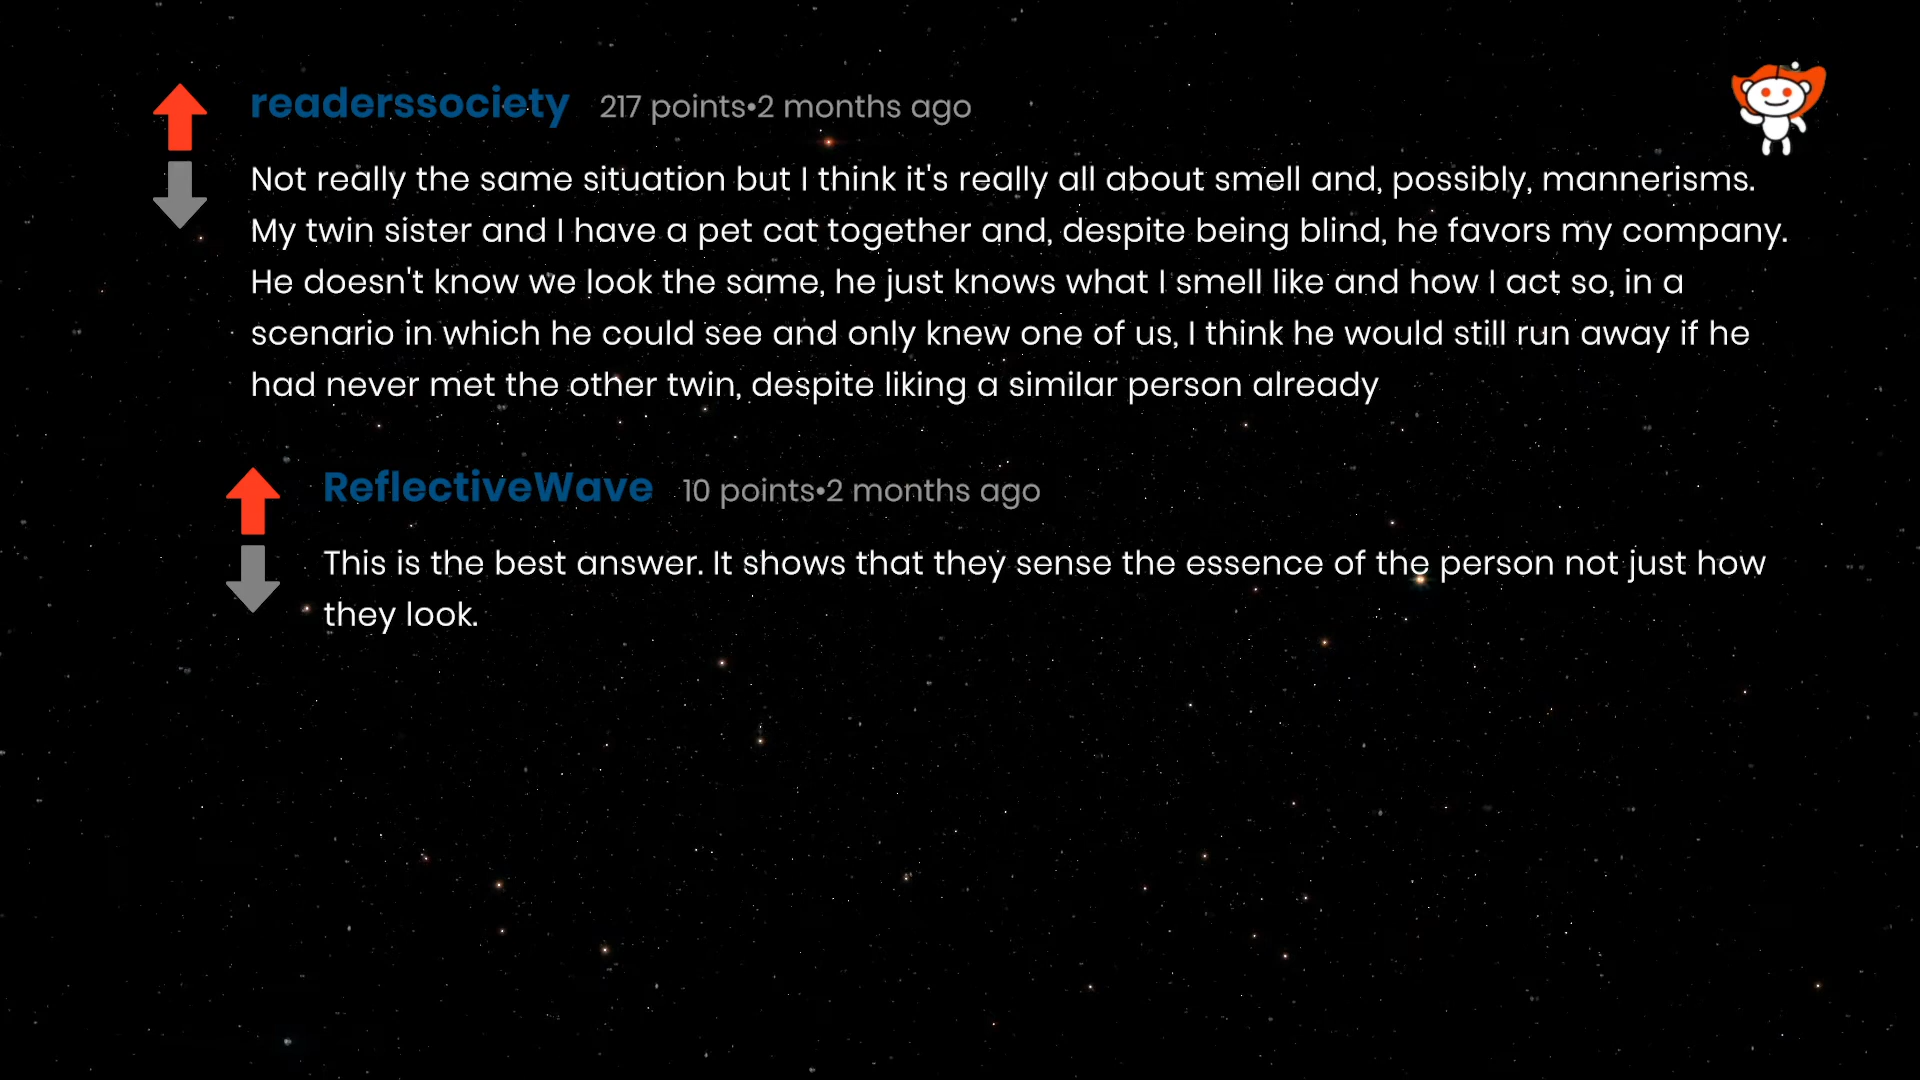 readerssociety 217 points•2 months ago
Not really the same situation but I think it's really all about smell and, possibly, mannerisms.
My twin sister and I have a pet cat together and, despite being blind, he favors my company.
He doesn't know we look the same, he just knows what I smell like and how I act so, in a
scenario in which he could see and only knew one of us, I think he would still run away if he
had never met the other twin, despite liking a similar person already
ReflectiveWave 10 points•2 months ago
This is the best answer. It shows that they sense the essence of the person not just how
they look.